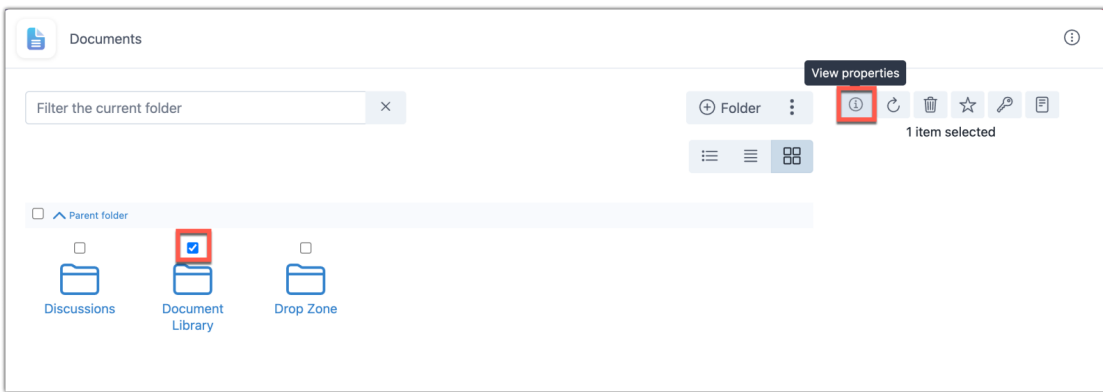 Documents
View properties
Filter the current folder
Folder
1 item selected
Parent folder
Discussions
Document
Library
Drop Zone